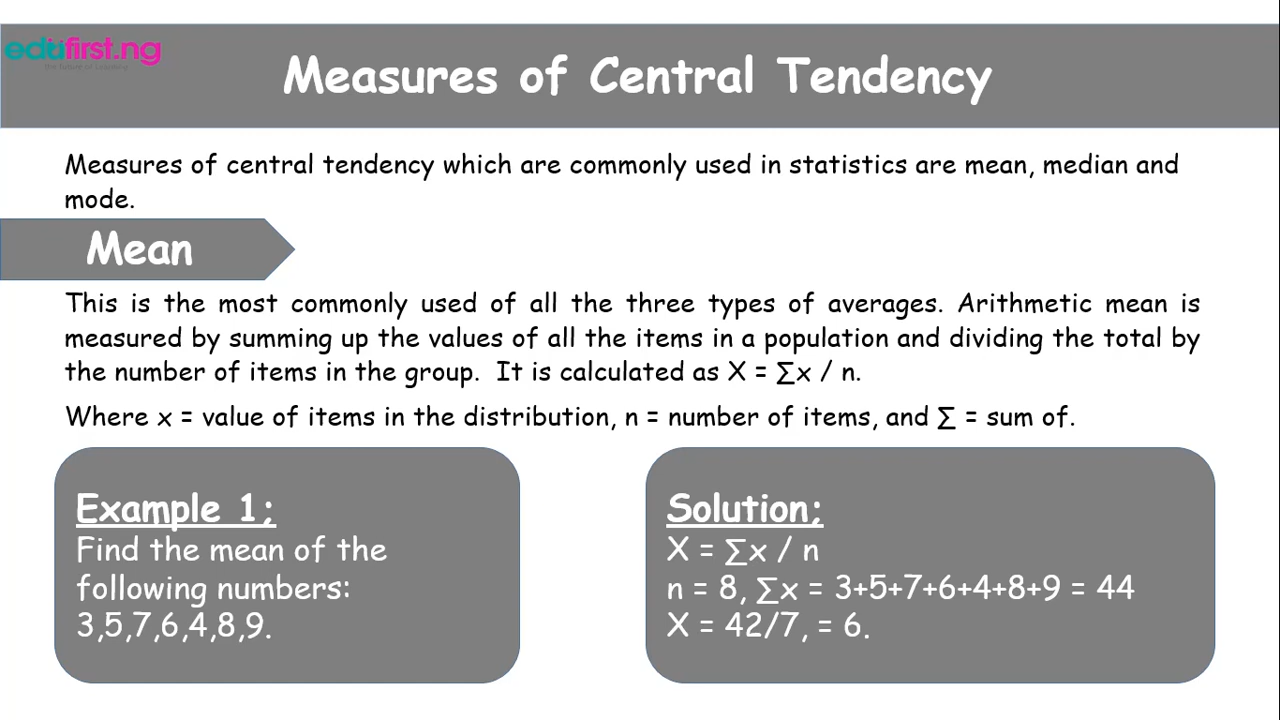 edufirst.ng
the future of Learning
Measures of Central Tendency
Measures of central tendency which are commonly used in statistics are mean, median and
mode.
Mean
This is the most commonly used of all the three types of averages. Arithmetic mean is
measured by summing up the values of all the items in a population and dividing the total by
the number of items in the group. It is calculated as X = ∑x / n.
Where x = value of items in the distribution, n = number of items, and ∑ = sum of.
Example 1;
Find the mean of the
following numbers:
3,5,7,6,4,8,9.
Solution;
X = ∑x / n
n = 8, ∑x = 3+5+7+6+4+8+9 = 44
X = 42/7, = 6.